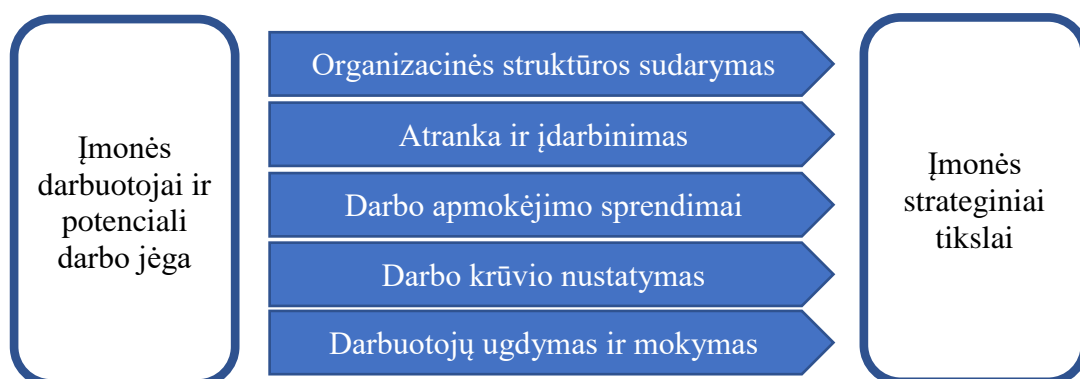 Įmonės
darbuotojai ir
potenciali
darbo jėga
Organizacinės struktūros sudarymas
Atranka ir įdarbinimas
Darbo apmokėjimo sprendimai
Darbo krūvio nustatymas
Darbuotojų ugdymas ir mokymas
Įmonės
strateginiai
tikslai